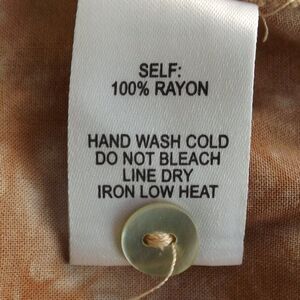 SELF:
100% RAYON
HAND WASH COLD
DO NOT BLEACH
LINE DRY
IRON LOW HEAT